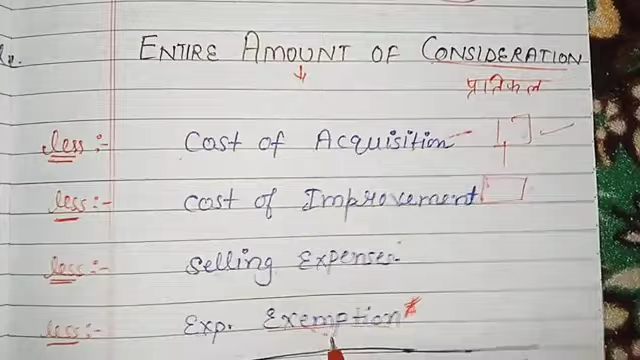 ENTIRE AMOUNT OF CONSIDERATION
प्रतिफल
less:- Cost of Acquisition
less:- Cost of Improvement
less:- Selling Expenses.
less:- Exp. Exemption*